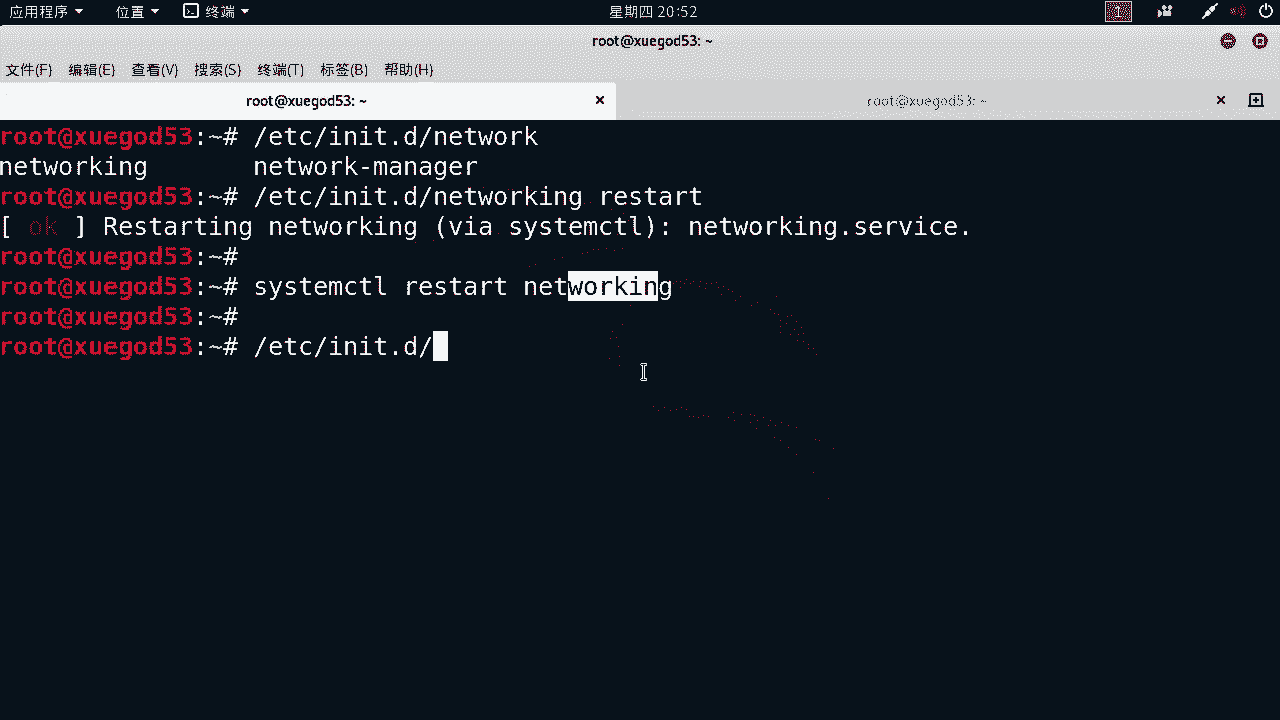 应用程序 位置 终端 星期四 20:52 1
root@xuegod53: ~
文件(F) 编辑(E) 查看(V) 搜索(S) 终端(T) 标签(B) 帮助(H)
root@xuegod53: ~ × root@xuegod53: ~ ×
root@xuegod53:~# /etc/init.d/network
networking network-manager
root@xuegod53:~# /etc/init.d/networking restart
[ ok ] Restarting networking (via systemctl): networking.service.
root@xuegod53:~#
root@xuegod53:~# systemctl restart networking
root@xuegod53:~#
root@xuegod53:~# /etc/init.d/